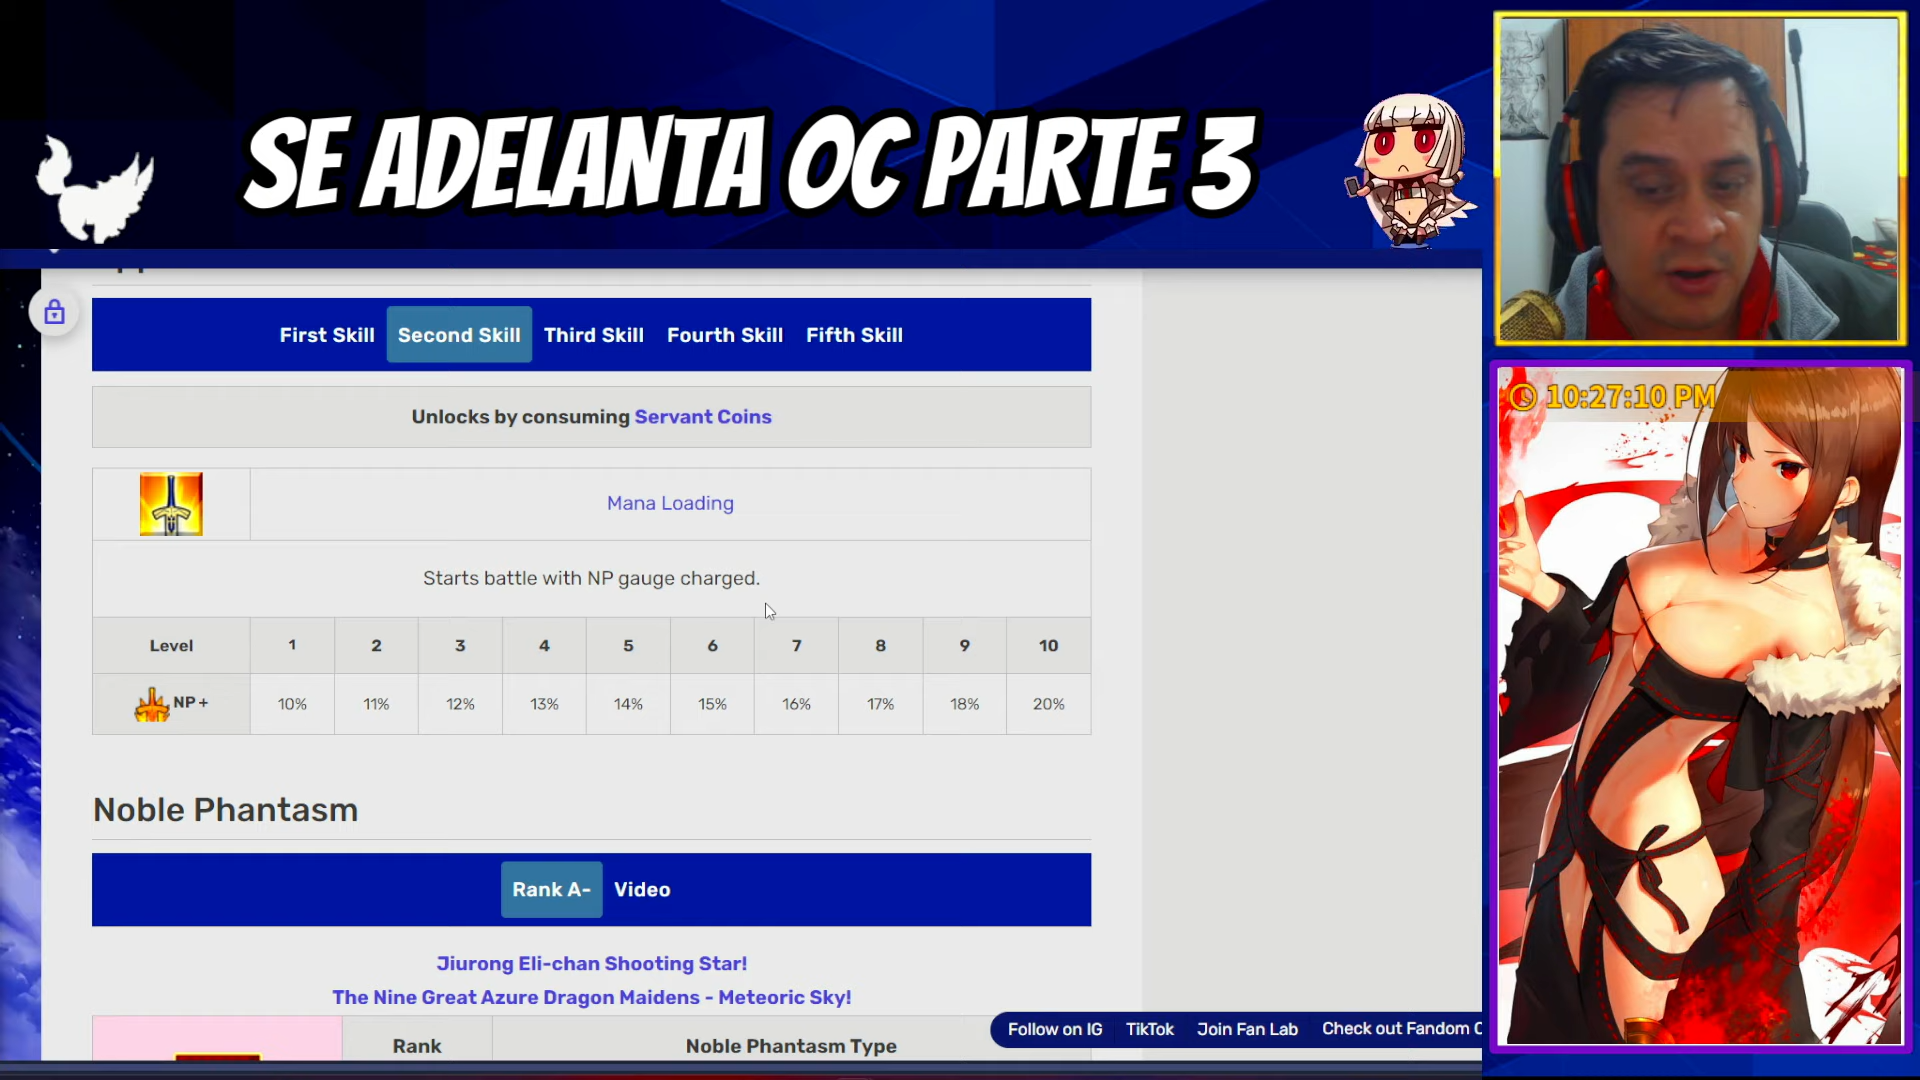 SE ADELANTA OC PARTE 3
10:27:10 PM
First Skill Second Skill Third Skill Fourth Skill Fifth Skill
Unlocks by consuming Servant Coins
Mana Loading
Starts battle with NP gauge charged.
Level 1 2 3 4 5 6 7 8 9 10
NP + 10% 11% 12% 13% 14% 15% 16% 17% 18% 20%
Noble Phantasm
Rank A- Video
Jiurong Eli-chan Shooting Star!
The Nine Great Azure Dragon Maidens - Meteoric Sky!
Rank Noble Phantasm Type
Follow on IG TikTok Join Fan Lab Check out Fandom